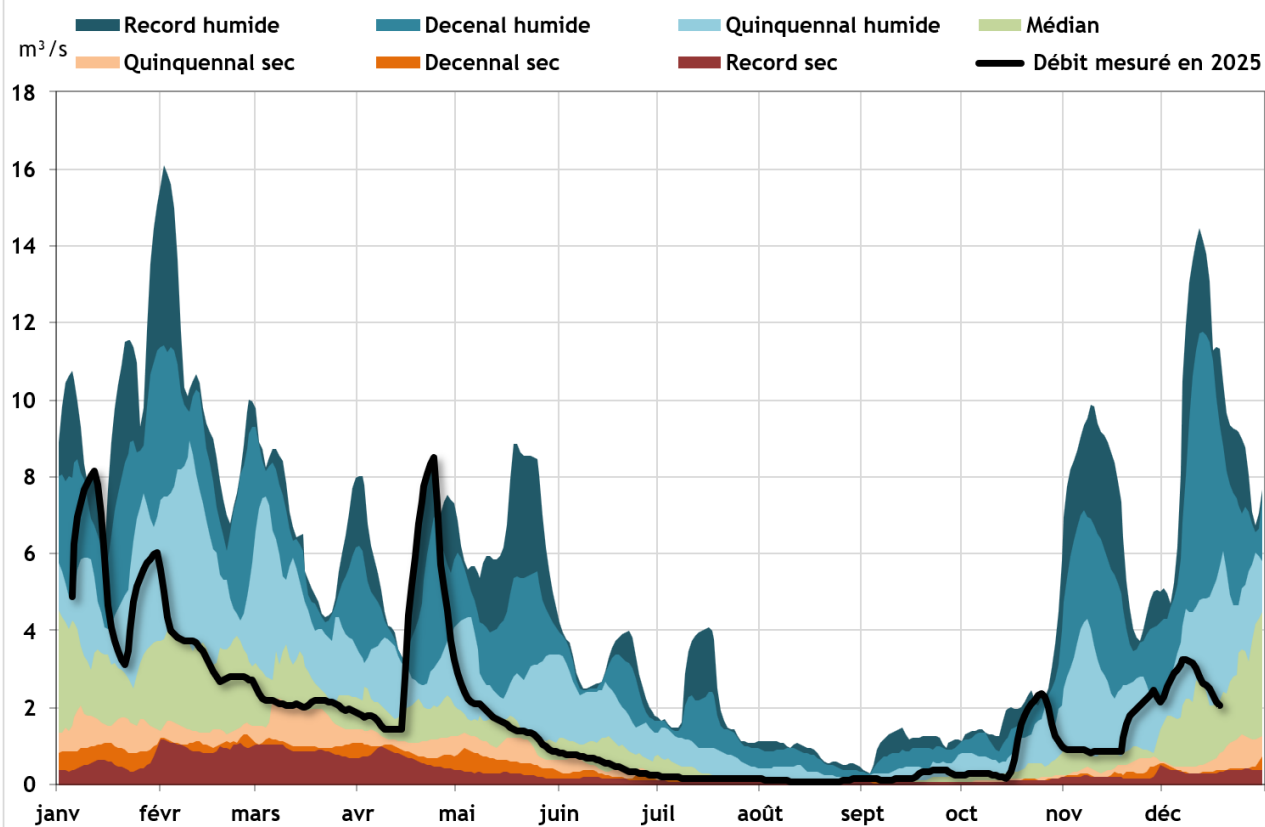 Record humide Decenal humide Quinquennal humide Médian
m³/s
Quinquennal sec Decennal sec Record sec Débit mesuré en 2025
18
16
14
12
10
8
6
4
2
0
janv févr mars avr mai juin juil août sept oct nov déc